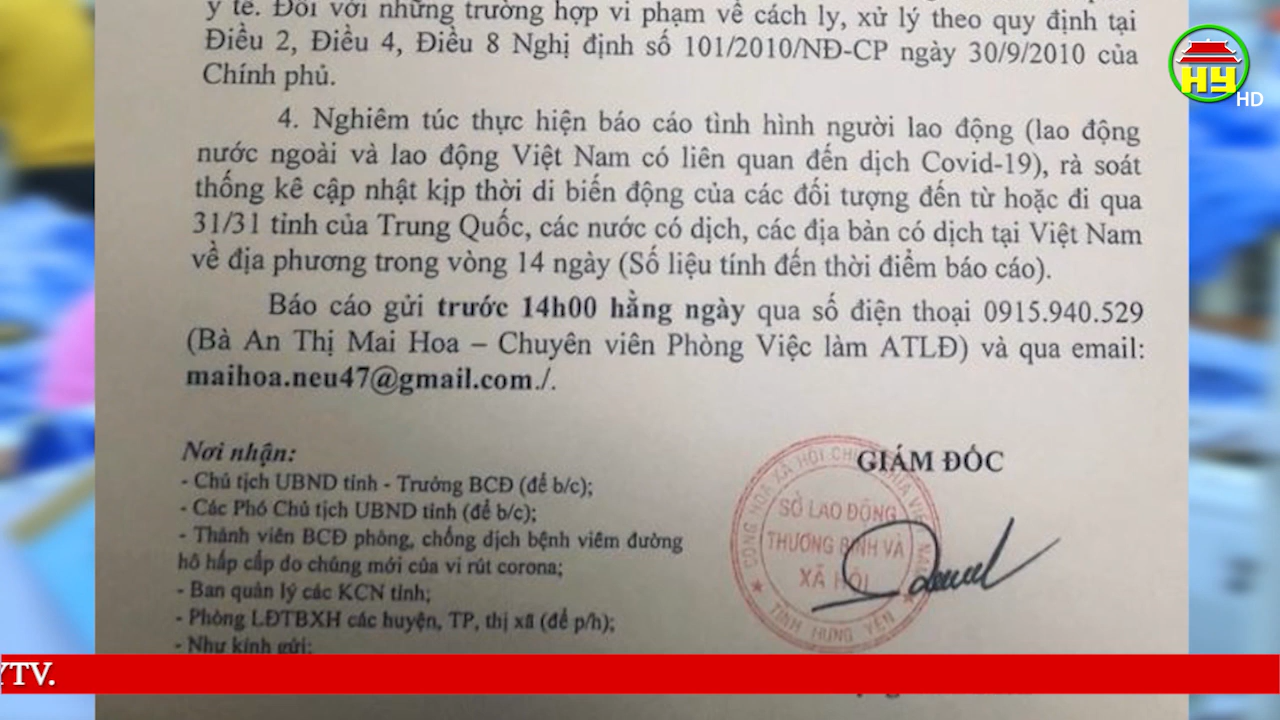 y tế. Đối với những trường hợp vi phạm về cách ly, xử lý theo quy định tại
Điều 2, Điều 4, Điều 8 Nghị định số 101/2010/NĐ-CP ngày 30/9/2010 của
Chính phủ.
4. Nghiêm túc thực hiện báo cáo tình hình người lao động (lao động
nước ngoài và lao động Việt Nam có liên quan đến dịch Covid-19), rà soát
thống kê cập nhật kịp thời di biến động của các đối tượng đến từ hoặc đi qua
31/31 tỉnh của Trung Quốc, các nước có dịch, các địa bàn có dịch tại Việt Nam
về địa phương trong vòng 14 ngày (Số liệu tính đến thời điểm báo cáo).
Báo cáo gửi trước 14h00 hằng ngày qua số điện thoại 0915.940.529
(Bà An Thị Mai Hoa – Chuyên viên Phòng Việc làm ATLĐ) và qua email:
maihoa.neu47@gmail.com./.
Nơi nhận:
- Chủ tịch UBND tỉnh - Trưởng BCĐ (để b/c);
- Các Phó Chủ tịch UBND tỉnh (để b/c);
- Thành viên BCĐ phòng, chống dịch bệnh viêm đường
hô hấp cấp do chủng mới của vi rút corona;
- Ban quản lý các KCN tỉnh;
- Phòng LĐTBXH các huyện, TP, thị xã (để p/h);
- Như kính gửi;
GIÁM ĐỐC
CỘNG HOÀ XÃ HỘI CHỦ NGHĨA VIỆT NAM
SỞ LAO ĐỘNG
THƯƠNG BINH VÀ
XÃ HỘI
TỈNH HƯNG YÊN
HY
HD
YTV.